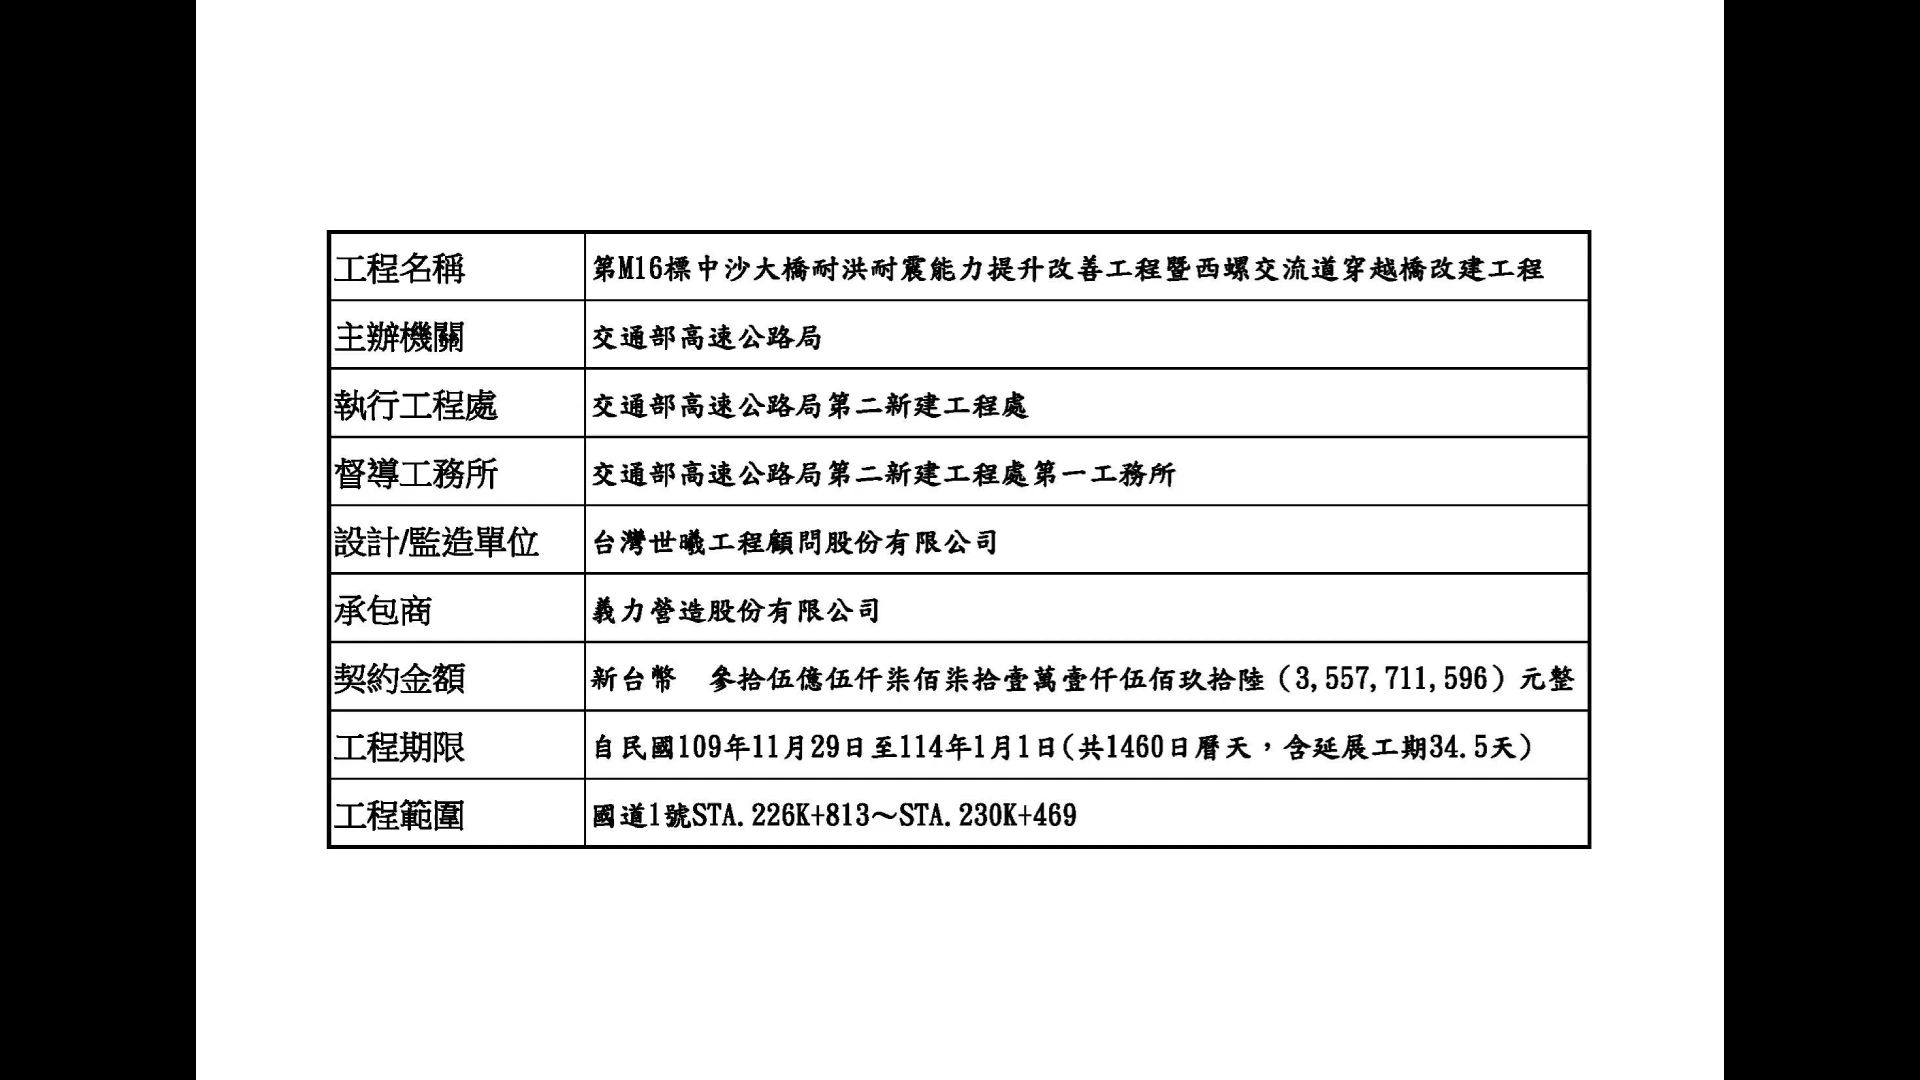 工程名稱 第M16標中沙大橋耐洪耐震能力提升改善工程暨西螺交流道穿越橋改建工程
主辦機關 交通部高速公路局
執行工程處 交通部高速公路局第二新建工程處
督導工務所 交通部高速公路局第二新建工程處第一工務所
設計/監造單位 台灣世曦工程顧問股份有限公司
承包商 義力營造股份有限公司
契約金額 新台幣　參拾伍億伍仟柒佰柒拾壹萬壹仟伍佰玖拾陸（3,557,711,596）元整
工程期限 自民國109年11月29日至114年1月1日(共1460日曆天，含延展工期34.5天)
工程範圍 國道1號STA.226K+813～STA.230K+469